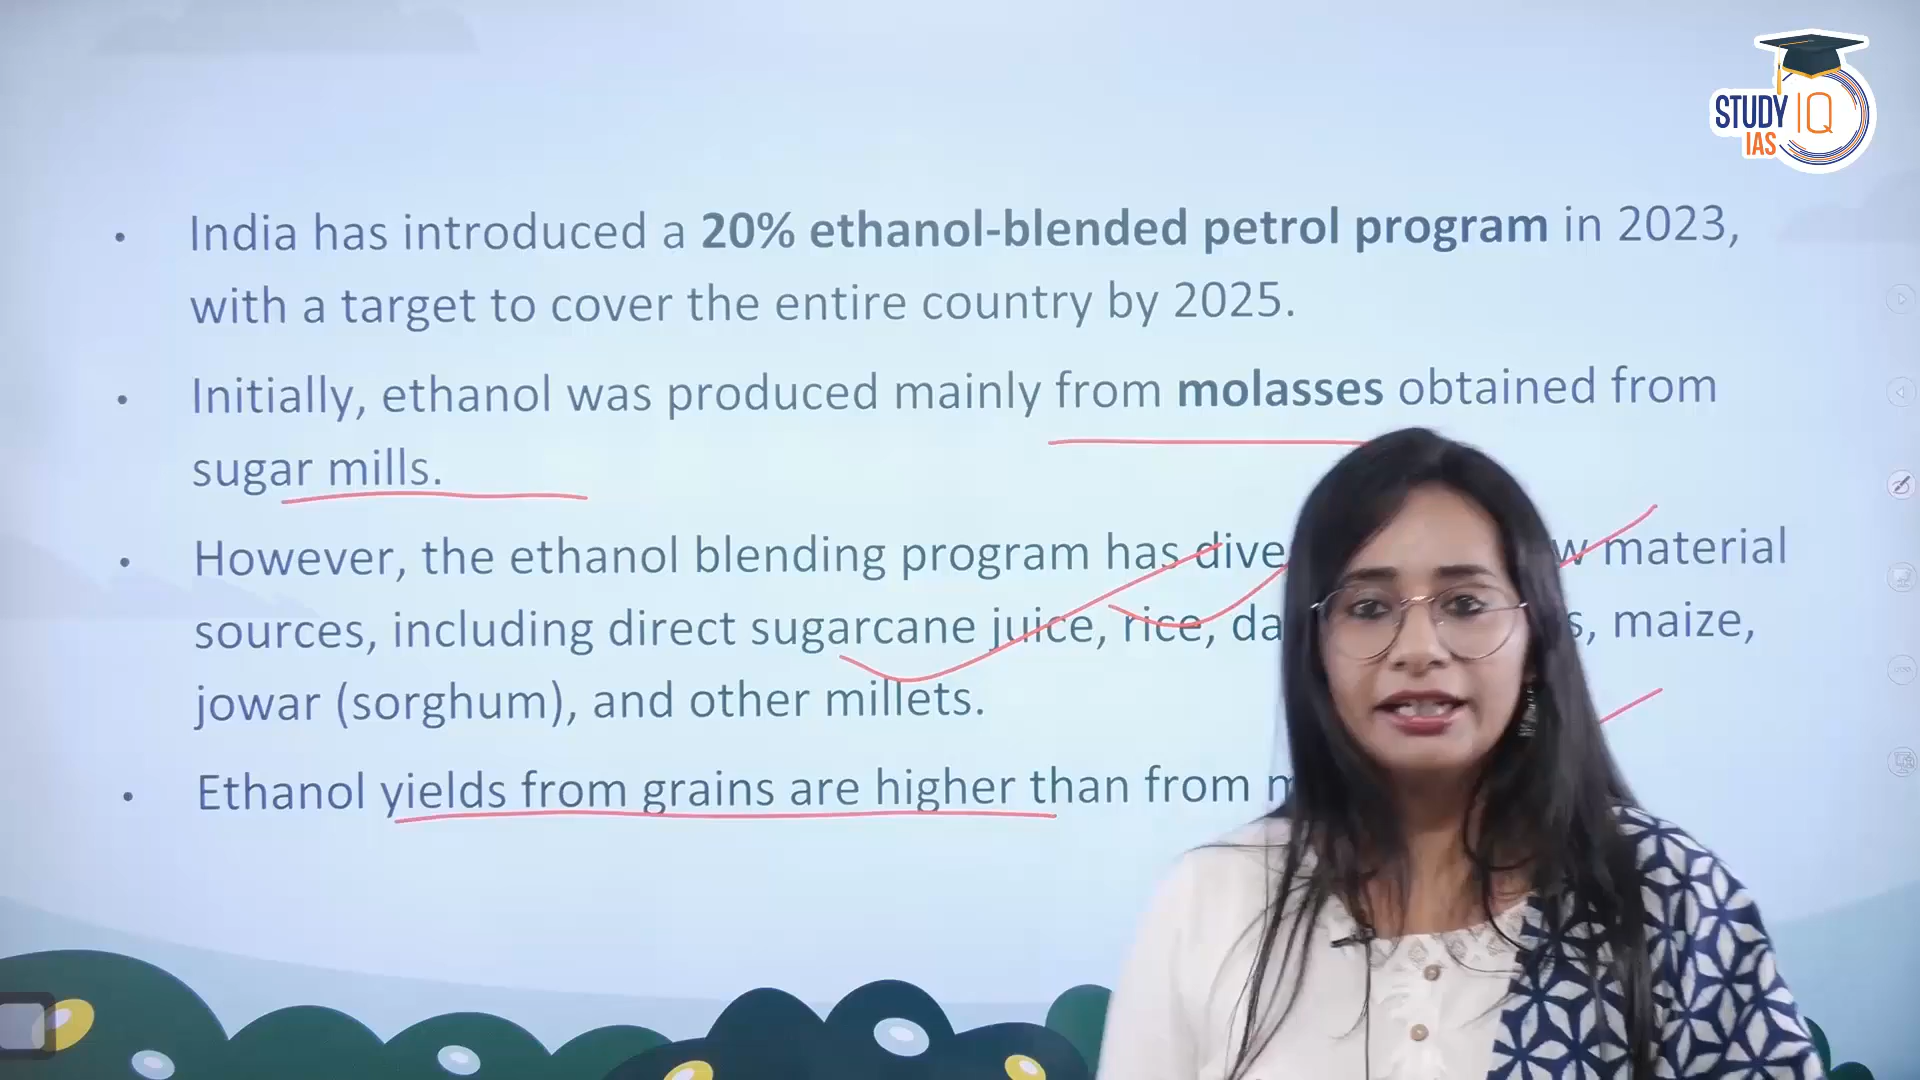 STUDY IQ
IAS
• India has introduced a 20% ethanol-blended petrol program in 2023,
with a target to cover the entire country by 2025.
• Initially, ethanol was produced mainly from molasses obtained from
sugar mills.
• However, the ethanol blending program has material
sources, including direct sugarcane juice, rice, maize,
jowar (sorghum), and other millets.
• Ethanol yields from grains are higher than from